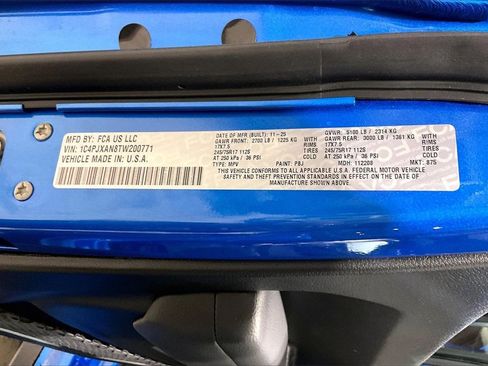 MFD BY: FCA US LLC
VIN: 1C4PJXAN8TW200771
VEHICLE MADE IN: U.S.A.
DATE OF MFR (BUILT): 11-25
GAWR FRONT: 2700 LB / 1225 KG
RIMS
17X7.5
TIRES
245/75R17 112S
AT 250 kPa / 36 PSI
TYPE: MPV
GVWR: 5100 LB / 2314 KG
GAWR REAR: 3000 LB / 1361 KG
WITH
RIMS
17X7.5
TIRES
245/75R17 112S
AT 250 kPa / 36 PSI
PAINT: PBJ
MDH: 112208
MKT: 875
THIS VEHICLE CONFORMS TO ALL APPLICABLE U.S.A. FEDERAL MOTOR VEHICLE
SAFETY, BUMPER AND THEFT PREVENTION STANDARDS IN EFFECT ON THE DATE OF
MANUFACTURE SHOWN ABOVE.